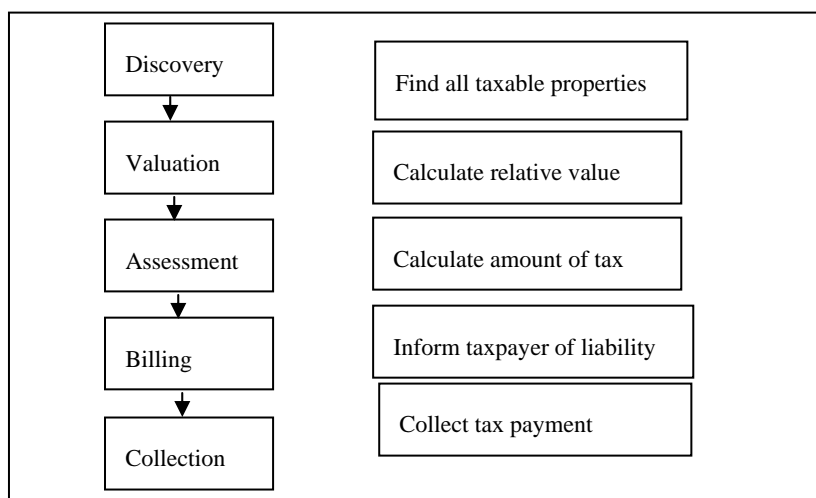 Discovery
Find all taxable properties
Valuation
Calculate relative value
Assessment
Calculate amount of tax
Billing
Inform taxpayer of liability
Collection
Collect tax payment